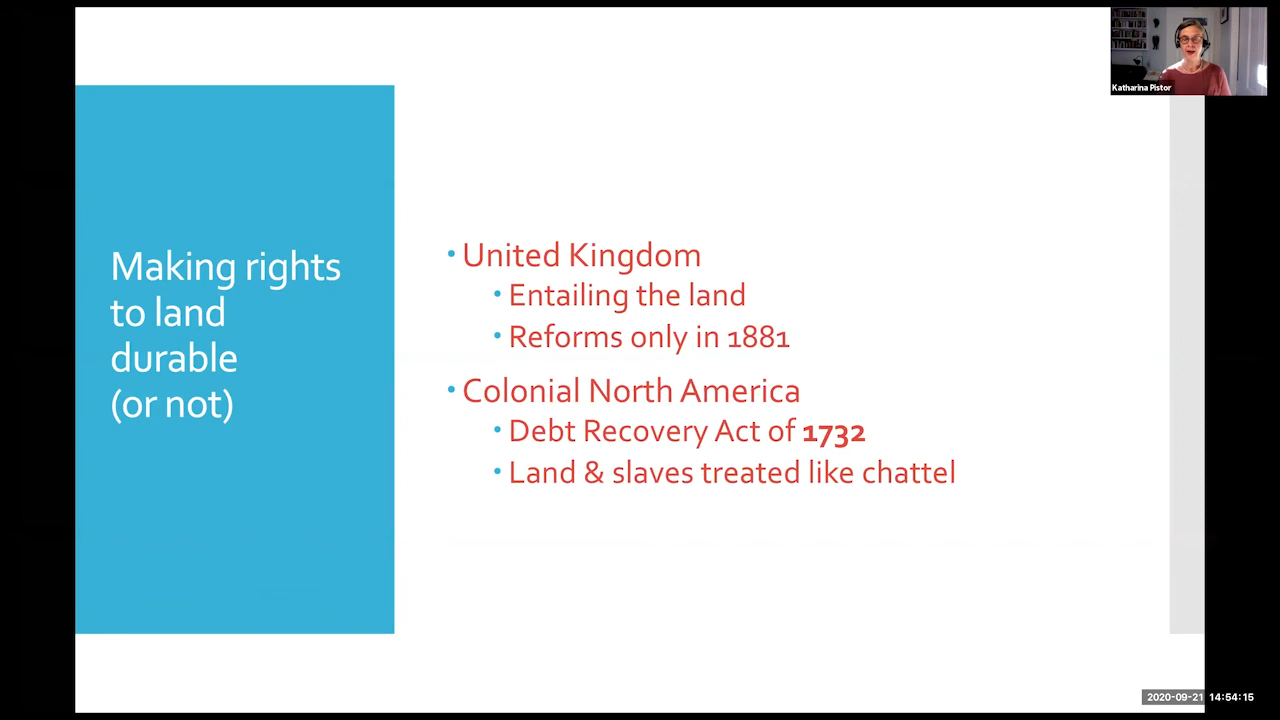 Katharina Pistor
Making rights
to land
durable
(or not)
• United Kingdom
• Entailing the land
• Reforms only in 1881
• Colonial North America
• Debt Recovery Act of 1732
• Land & slaves treated like chattel
2020-09-21 14:54:15